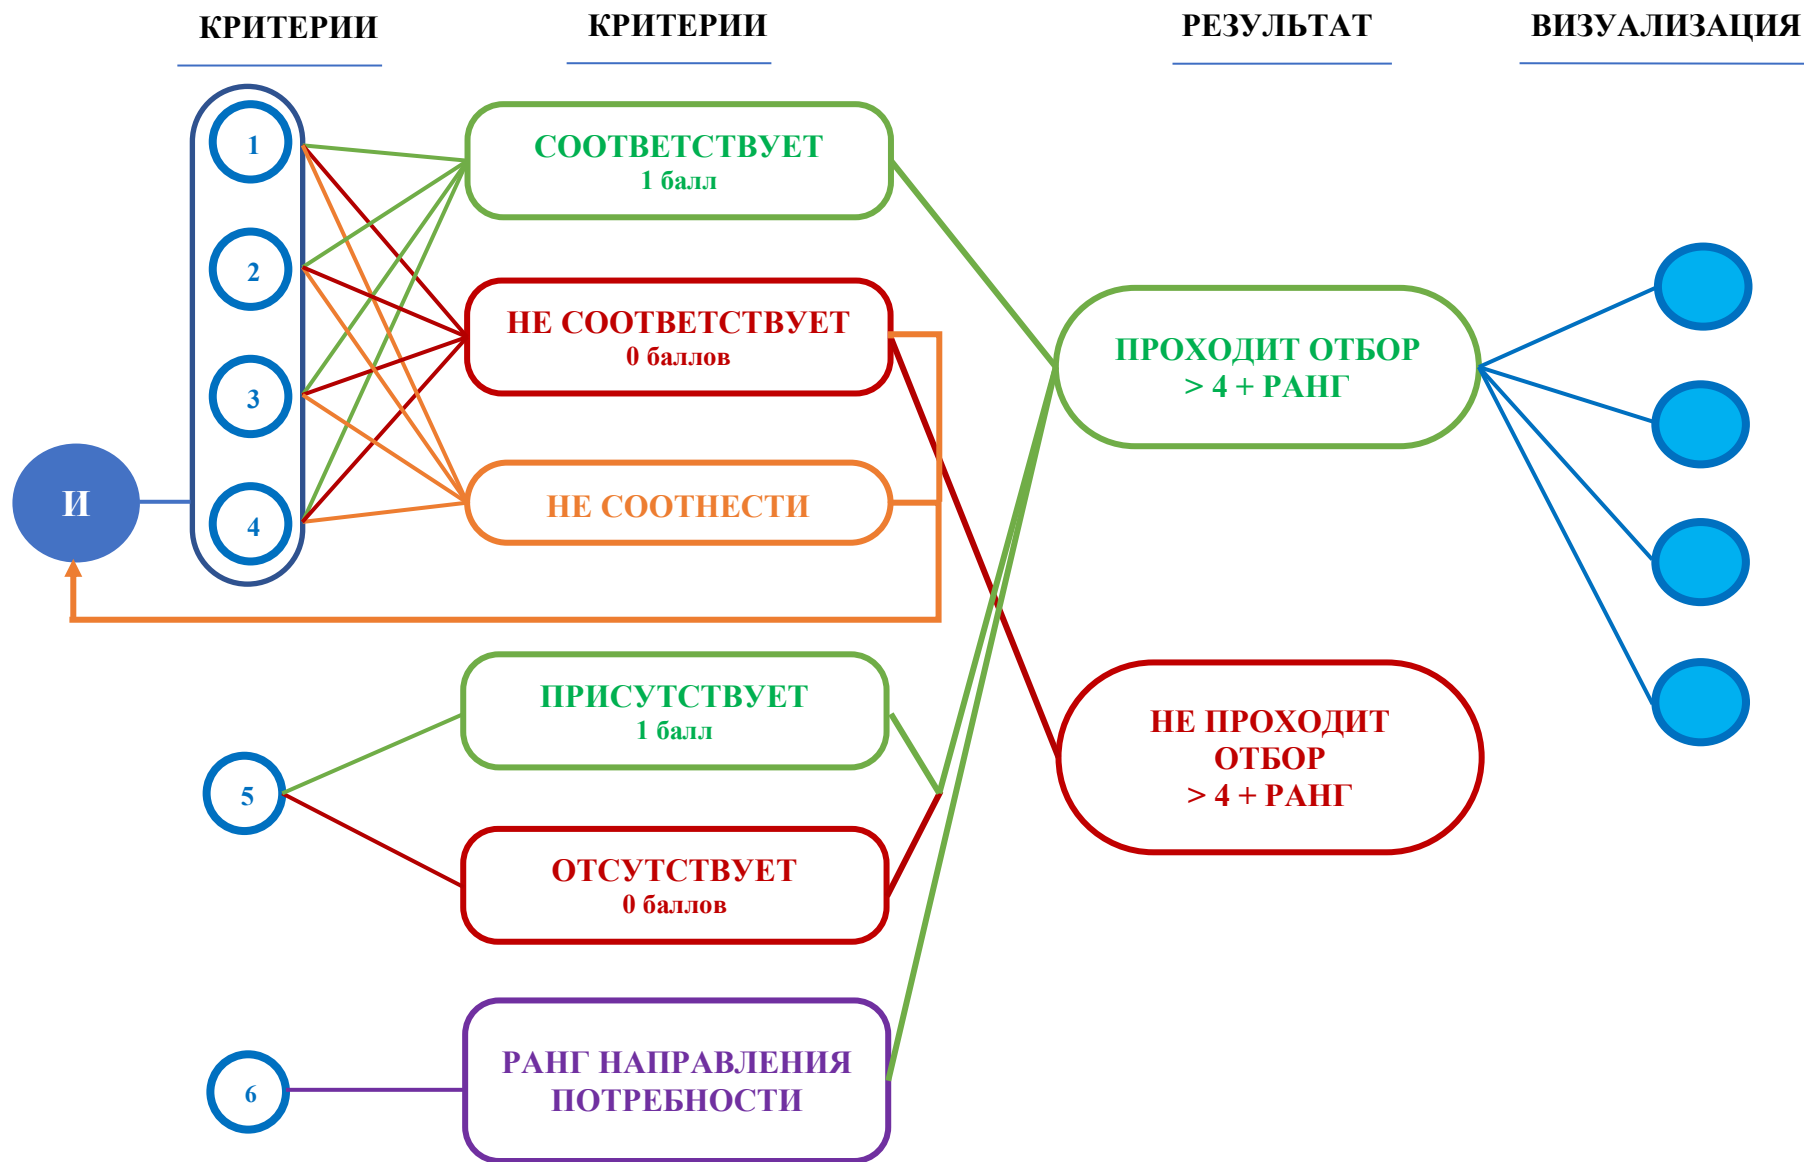 КРИТЕРИИ
КРИТЕРИИ
РЕЗУЛЬТАТ
ВИЗУАЛИЗАЦИЯ
И
1
2
3
4
5
6
СООТВЕТСТВУЕТ
1 балл
НЕ СООТВЕТСТВУЕТ
0 баллов
НЕ СООТНЕСТИ
ПРИСУТСТВУЕТ
1 балл
ОТСУТСТВУЕТ
0 баллов
РАНГ НАПРАВЛЕНИЯ
ПОТРЕБНОСТИ
ПРОХОДИТ ОТБОР
> 4 + РАНГ
НЕ ПРОХОДИТ
ОТБОР
> 4 + РАНГ